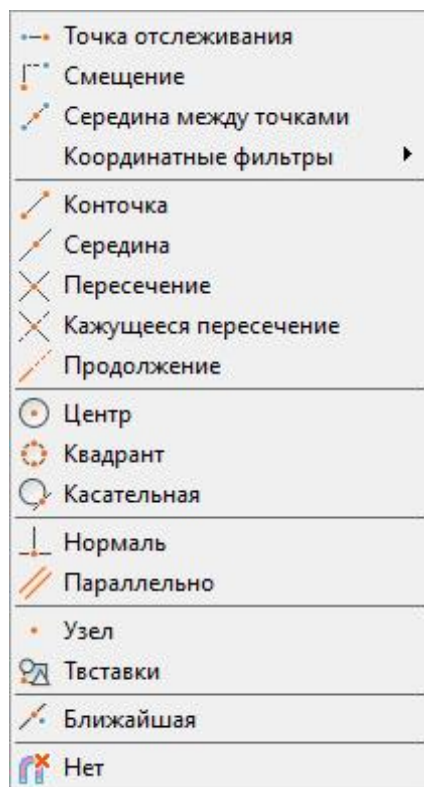 Точка отслеживания
Смещение
Середина между точками
Координатные фильтры
Конточка
Середина
Пересечение
Кажущееся пересечение
Продолжение
Центр
Квадрант
Касательная
Нормаль
Параллельно
Узел
Твставки
Ближайшая
Нет